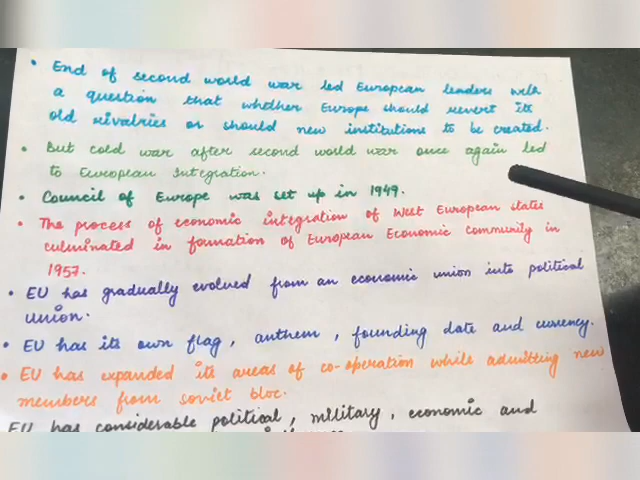 • End of second world war led European leaders with
a question that whether Europe should revert its
old rivalries or should new institutions to be created.
• But cold war after second world war once again led
to European Integration.
• Council of Europe was set up in 1949.
• The process of economic integration of West European states
culminated in formation of European Economic community in
1957.
• EU has gradually evolved from an economic union into political
union.
• EU has its own flag, anthem, founding date and currency.
• EU has expanded its areas of co-operation while admitting new
members from soviet bloc.
EU has considerable political, military, economic and